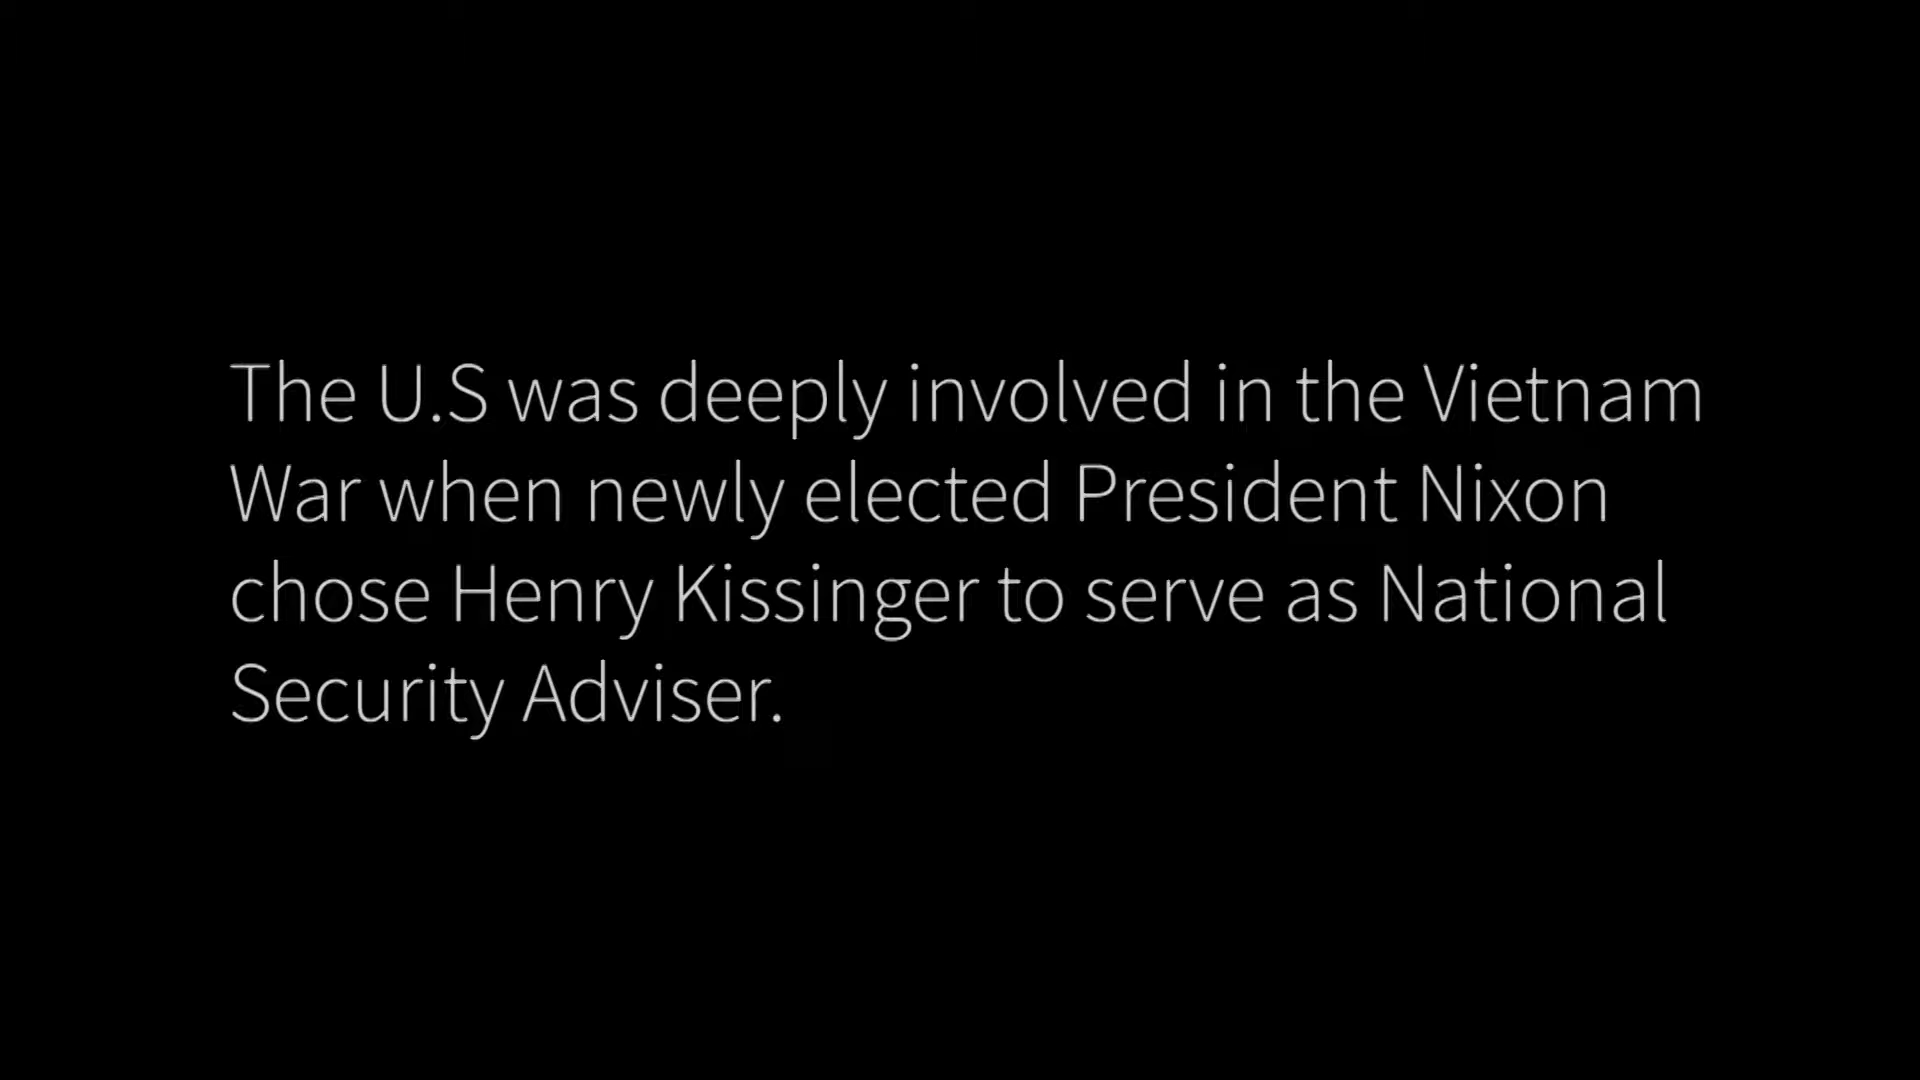 The U.S was deeply involved in the Vietnam
War when newly elected President Nixon
chose Henry Kissinger to serve as National
Security Adviser.